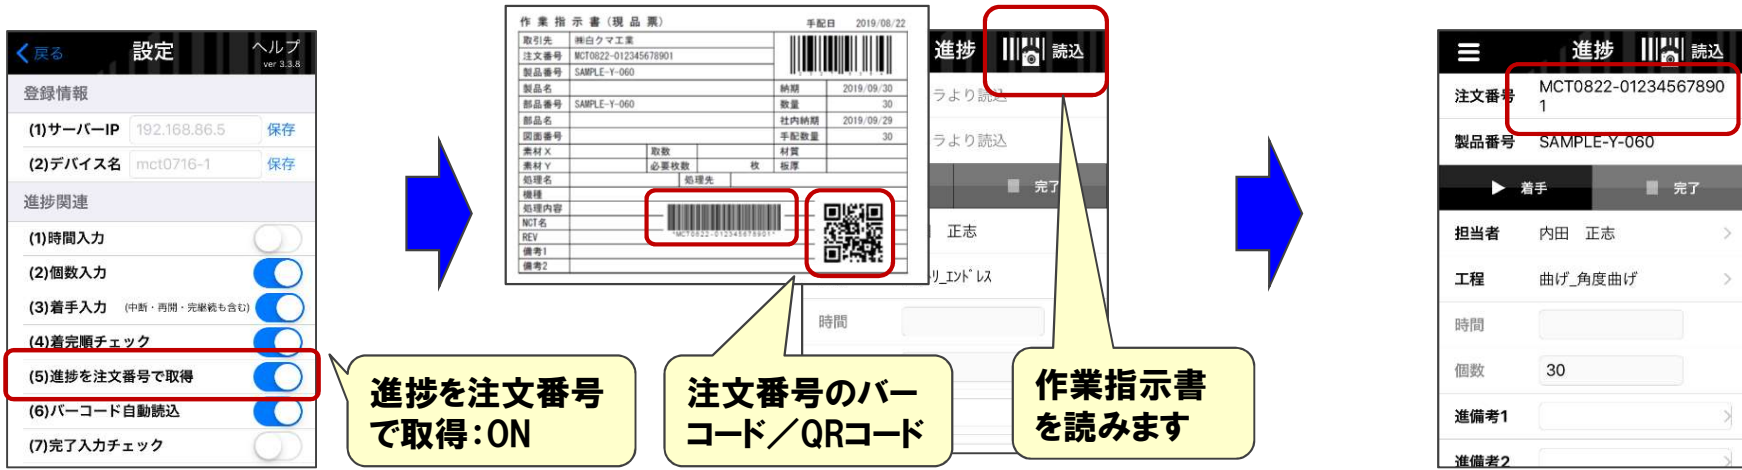 戻る 設定 ヘルプ
ver 3.3.8
登録情報
(1)サーバーIP 192.168.86.5 保存
(2)デバイス名 mct0716-1 保存
進捗関連
(1)時間入力
(2)個数入力
(3)着手入力 (中断・再開・完継続も含む)
(4)着完順チェック
(5)進捗を注文番号で取得
(6)バーコード自動読込
(7)完了入力チェック
進捗を注文番号
で取得:ON
作業指示書(現品票) 手配日 2019/08/22
取引先 ㈱白クマ工業
注文番号 MCT0822-012345678901
製品番号 SAMPLE-Y-060
製品名 納期 2019/09/30
部品番号 SAMPLE-Y-060 数量 30
部品名 社内納期 2019/09/29
図面番号 手配数量 30
素材X 取数 材質
素材Y 必要枚数 枚 板厚
処理名 処理先
機種
処理内容
NCT名
*MCT0822-012345678901*
REV
備考1
備考2
注文番号のバー
コード/QRコード
進捗 読込
ラより読込
ラより読込
完了
正志
リ_エンドレス
時間
作業指示書
を読みます
進捗 読込
注文番号 MCT0822-01234567890
1
製品番号 SAMPLE-Y-060
▶ 着手 完了
担当者 内田 正志
工程 曲げ_角度曲げ
時間
個数 30
進備考1
進備考2